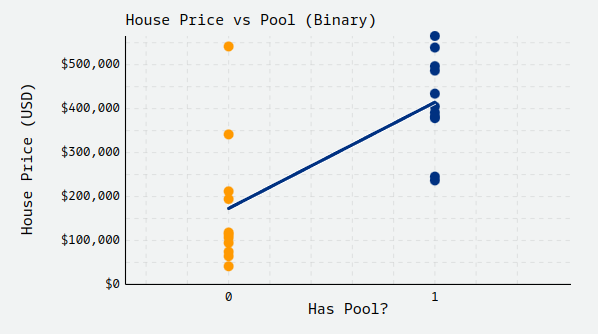 House Price vs Pool (Binary)
House Price (USD)
$500,000
$400,000
$300,000
$200,000
$100,000
$0
0
1
Has Pool?